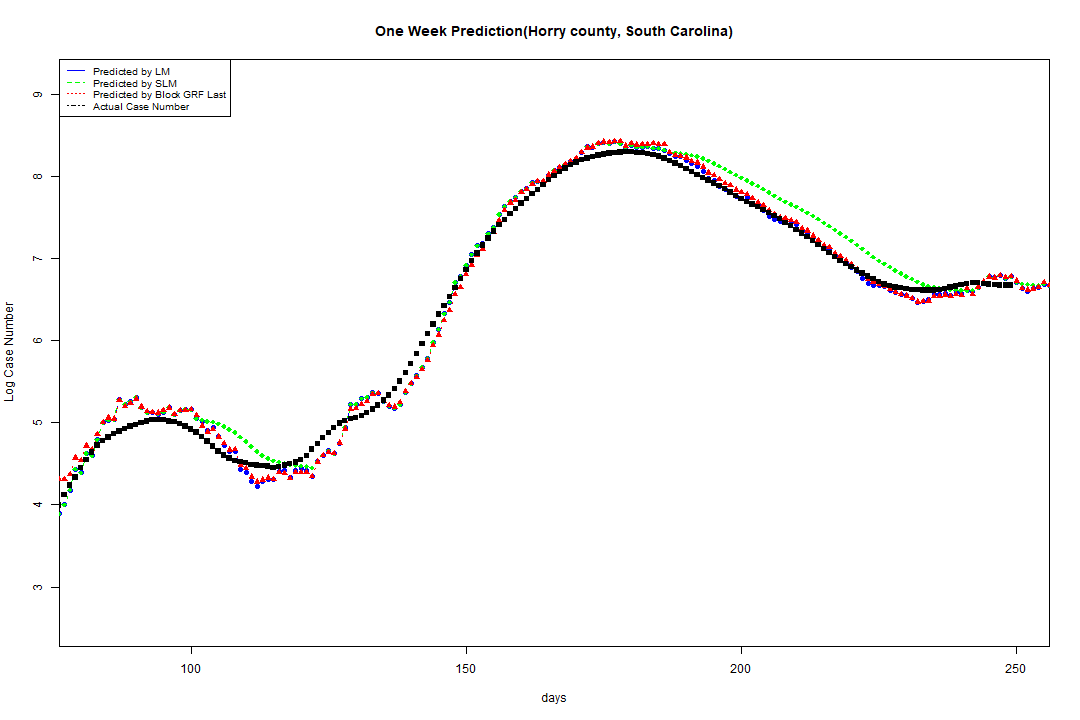 One Week Prediction(Horry county, South Carolina)
Predicted by LM
Predicted by SLM
Predicted by Block GRF Last
Actual Case Number
9
8
7
6
5
4
3
Log Case Number
100 150 200 250
days